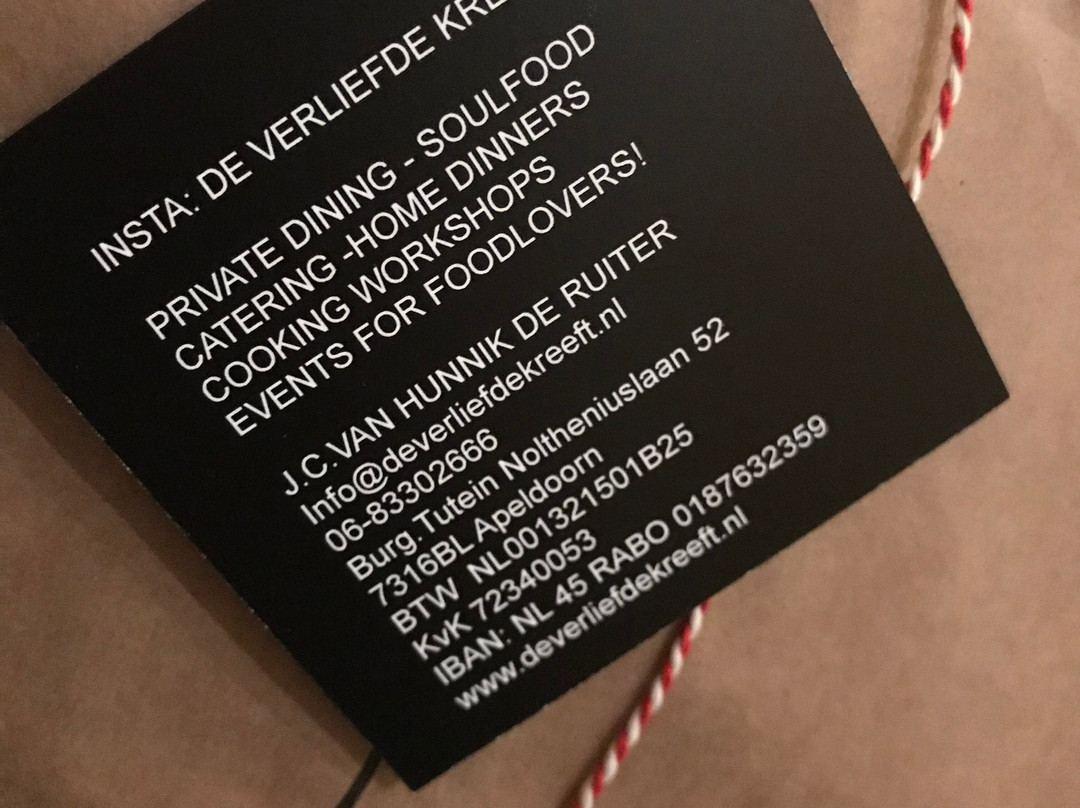 INSTA: DE VERLIEFDE
PRIVATE DINING - SOULFOOD
CATERING -HOME DINNERS
COOKING WORKSHOPS
EVENTS FOR FOODLOVERS!
J.C. VAN HUNNIK DE RUITER
Info@deverliefdekreeft.nl
06-83302666
Burg. Tutein Noltheniuslaan 52
7316BL Apeldoorn
BTW NL001321501B25
KvK 72340053
IBAN: NL 45 RABO 0187632359
www.deverliefdekreeft.nl